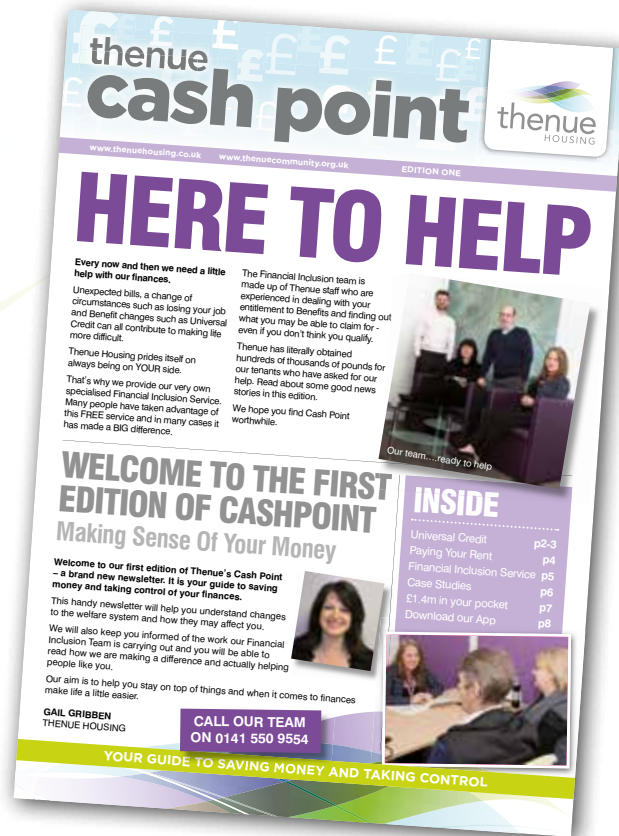 thenue
cash point
thenue
HOUSING
www.thenuehousing.co.uk www.thenuecommunity.org.uk EDITION ONE
HERE TO HELP
Every now and then we need a little
help with our finances.
Unexpected bills, a change of
circumstances such as losing your job
and Benefit changes such as Universal
Credit can all contribute to making life
more difficult.
Thenue Housing prides itself on
always being on YOUR side.
That's why we provide our very own
specialised Financial Inclusion Service.
Many people have taken advantage of
this FREE service and in many cases it
has made a BIG difference.
The Financial Inclusion team is
made up of Thenue staff who are
experienced in dealing with your
entitlement to Benefits and finding out
what you may be able to claim for -
even if you don't think you qualify.
Thenue has literally obtained
hundreds of thousands of pounds for
our tenants who have asked for our
help. Read about some good news
stories in this edition.
We hope you find Cash Point
worthwhile.
Our team....ready to help
WELCOME TO THE FIRST
EDITION OF CASHPOINT
Making Sense Of Your Money
Welcome to our first edition of Thenue's Cash Point
– a brand new newsletter. It is your guide to saving
money and taking control of your finances.
This handy newsletter will help you understand changes
to the welfare system and how they may affect you.
We will also keep you informed of the work our Financial
Inclusion Team is carrying out and you will be able to
read how we are making a difference and actually helping
people like you.
Our aim is to help you stay on top of things and when it comes to finances
make life a little easier.
GAIL GRIBBEN
THENUE HOUSING
CALL OUR TEAM
ON 0141 550 9554
INSIDE
Universal Credit p2-3
Paying Your Rent p4
Financial Inclusion Service p5
Case Studies p6
£1.4m in your pocket p7
Download our App p8
YOUR GUIDE TO SAVING MONEY AND TAKING CONTROL